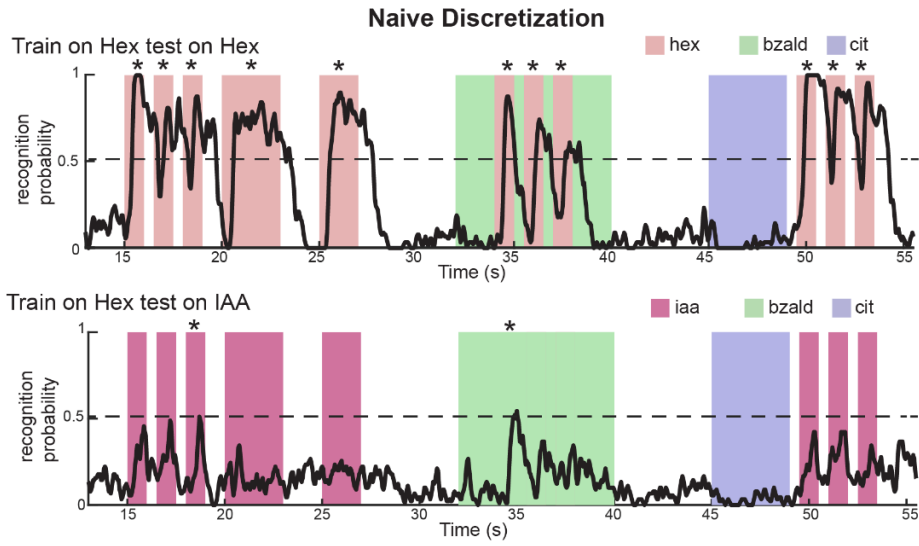 Naive Discretization
Train on Hex test on Hex
hex bzald cit
* * * * * * * * * * *
1
0.5
0
recognition
probability
15 20 25 30 35 40 45 50 55
Time (s)
Train on Hex test on IAA
iaa bzald cit
* *
1
0.5
0
recognition
probability
15 20 25 30 35 40 45 50 55
Time (s)